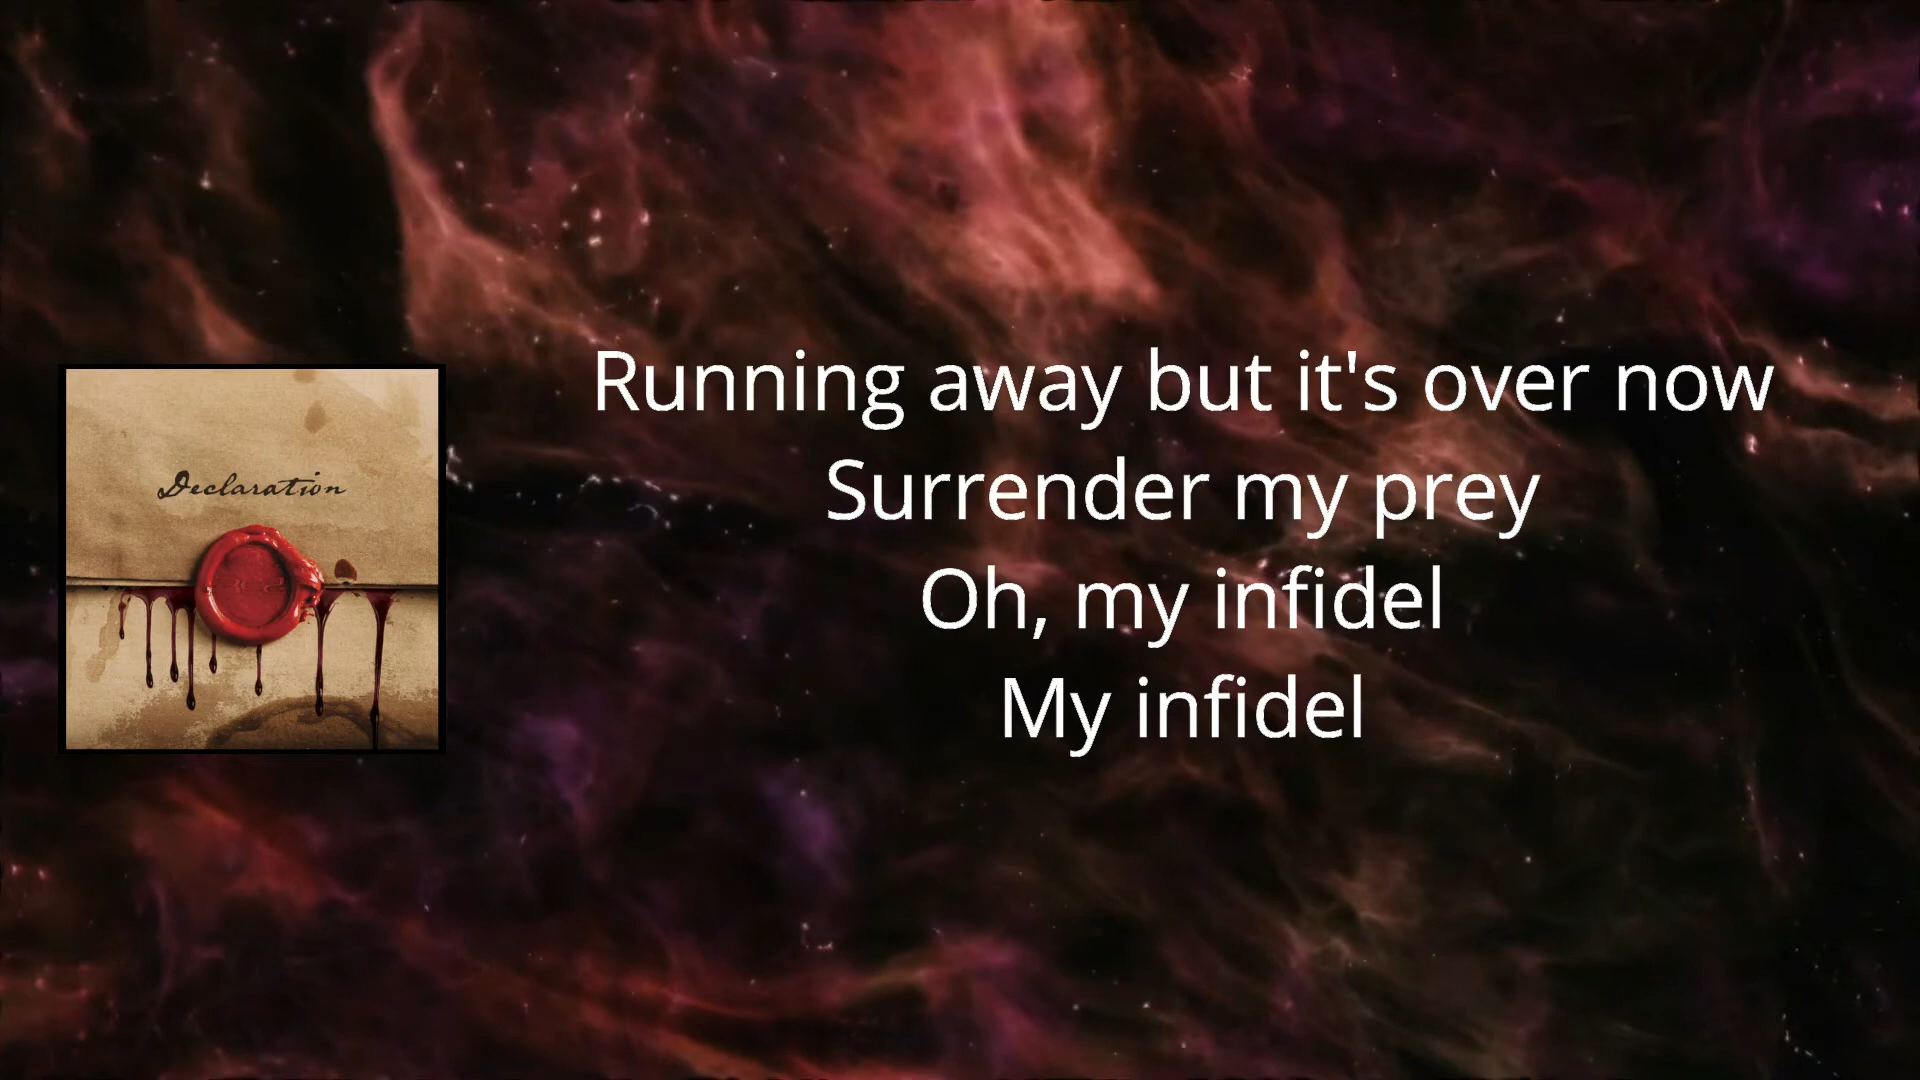 Declaration
Running away but it's over now
Surrender my prey
Oh, my infidel
My infidel